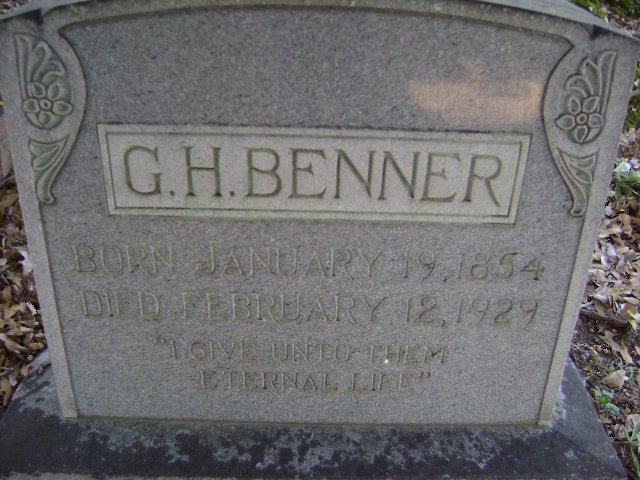 G.H.BENNER
BORN JANUARY 19, 1854
DIED FEBRUARY 12, 1929
"I GIVE UNTO THEM
ETERNAL LIFE"